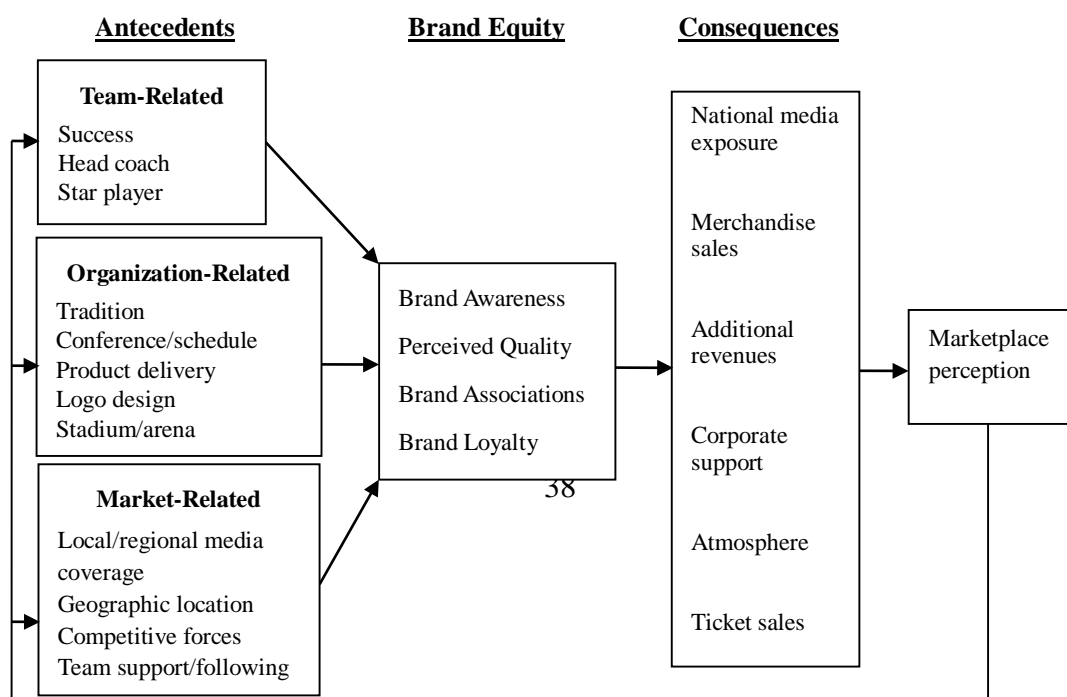 Antecedents
Brand Equity
Consequences
Team-Related
Success
Head coach
Star player
Organization-Related
Tradition
Conference/schedule
Product delivery
Logo design
Stadium/arena
Market-Related
Local/regional media
coverage
Geographic location
Competitive forces
Team support/following
Brand Awareness
Perceived Quality
Brand Associations
Brand Loyalty
38
National media
exposure
Merchandise
sales
Additional
revenues
Corporate
support
Atmosphere
Ticket sales
Marketplace
perception